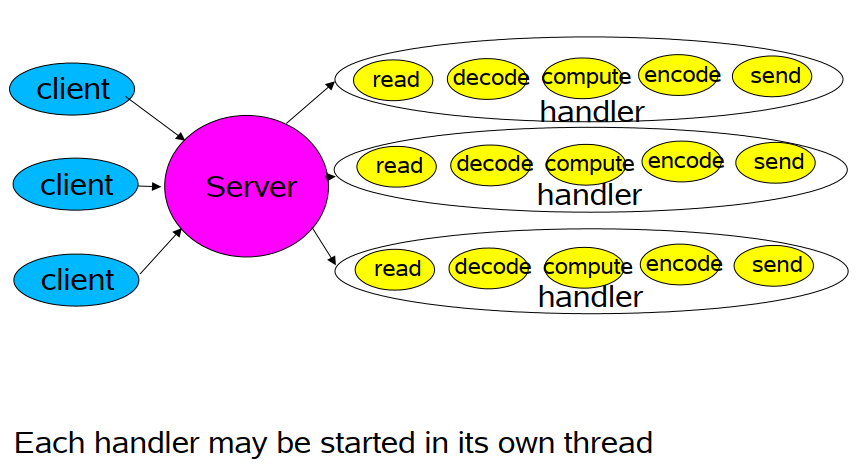 client
client
client
Server
read decode compute encode send
handler
read decode compute encode send
handler
read decode compute encode send
handler
Each handler may be started in its own thread